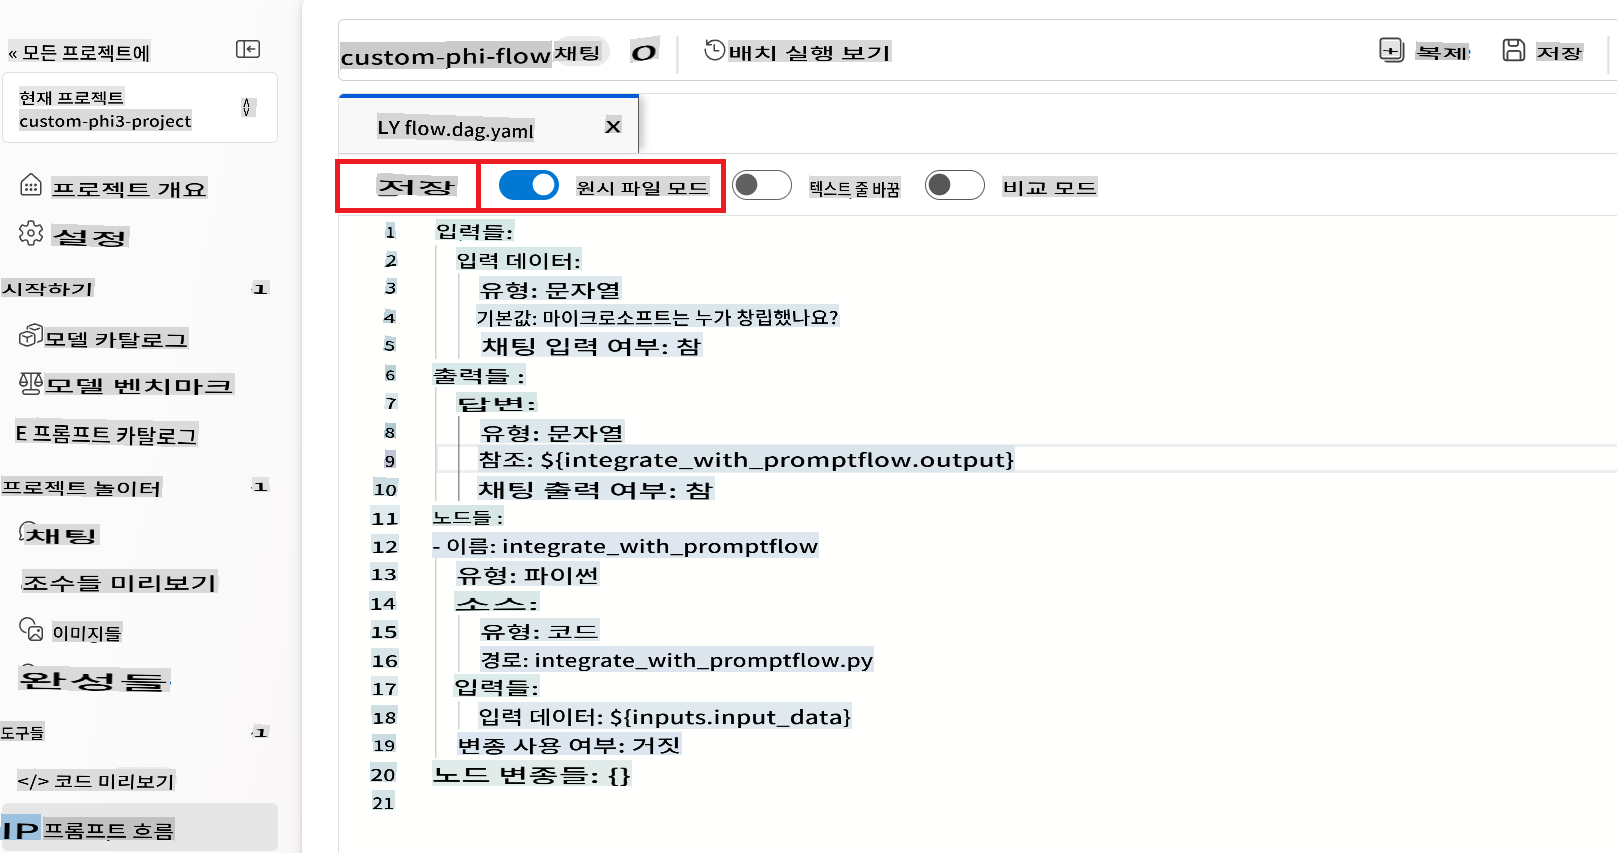 « 모든 프로젝트에
현재 프로젝트
custom-phi3-project
프로젝트 개요
설정
시작하기
모델 카탈로그
모델 벤치마크
E 프롬프트 카탈로그
프로젝트 놀이터
채팅
조수들 미리보기
이미지들
완성들
도구들
</> 코드 미리보기
IP 프롬프트 흐름
custom-phi-flow 채팅
배치 실행 보기
복제
저장
LY flow.dag.yaml X
저장 원시 파일 모드 텍스트 줄 바꿈 비교 모드
1 입력들:
2 입력 데이터:
3 유형: 문자열
4 기본값: 마이크로소프트는 누가 창립했나요?
5 채팅 입력 여부: 참
6 출력들 :
7 답변:
8 유형: 문자열
9 참조: ${integrate_with_promptflow.output}
10 채팅 출력 여부: 참
11 노드들 :
12 - 이름: integrate_with_promptflow
13 유형: 파이썬
14 소스:
15 유형: 코드
16 경로: integrate_with_promptflow.py
17 입력들:
18 입력 데이터: ${inputs.input_data}
19 변종 사용 여부: 거짓
20 노드 변종들: {}
21